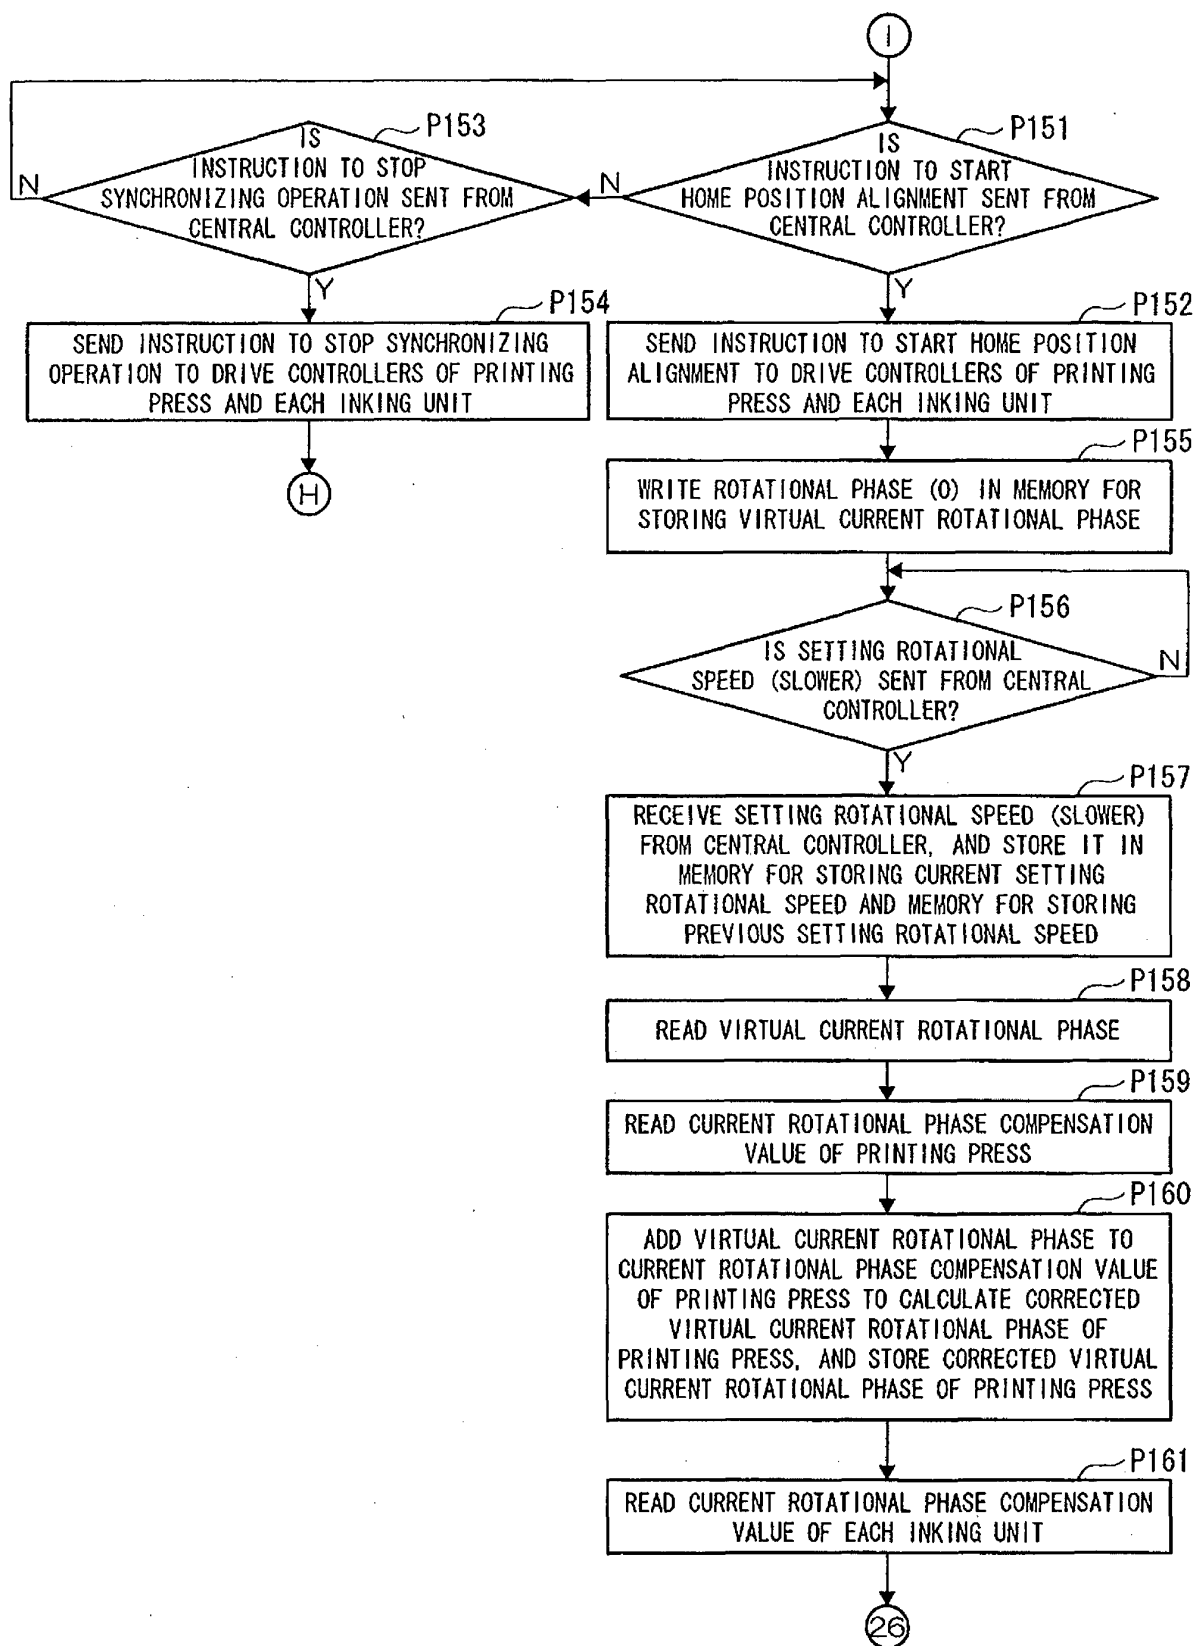 I
P153
IS
INSTRUCTION TO STOP
SYNCHRONIZING OPERATION SENT FROM
CENTRAL CONTROLLER?
N
Y
P151
IS
INSTRUCTION TO START
HOME POSITION ALIGNMENT SENT FROM
CENTRAL CONTROLLER?
N
Y
P154
SEND INSTRUCTION TO STOP SYNCHRONIZING
OPERATION TO DRIVE CONTROLLERS OF PRINTING
PRESS AND EACH INKING UNIT
H
P152
SEND INSTRUCTION TO START HOME POSITION
ALIGNMENT TO DRIVE CONTROLLERS OF PRINTING
PRESS AND EACH INKING UNIT
P155
WRITE ROTATIONAL PHASE (0) IN MEMORY FOR
STORING VIRTUAL CURRENT ROTATIONAL PHASE
P156
IS SETTING ROTATIONAL
SPEED (SLOWER) SENT FROM CENTRAL
CONTROLLER?
N
Y
P157
RECEIVE SETTING ROTATIONAL SPEED (SLOWER)
FROM CENTRAL CONTROLLER, AND STORE IT IN
MEMORY FOR STORING CURRENT SETTING
ROTATIONAL SPEED AND MEMORY FOR STORING
PREVIOUS SETTING ROTATIONAL SPEED
P158
READ VIRTUAL CURRENT ROTATIONAL PHASE
P159
READ CURRENT ROTATIONAL PHASE COMPENSATION
VALUE OF PRINTING PRESS
P160
ADD VIRTUAL CURRENT ROTATIONAL PHASE TO
CURRENT ROTATIONAL PHASE COMPENSATION VALUE
OF PRINTING PRESS TO CALCULATE CORRECTED
VIRTUAL CURRENT ROTATIONAL PHASE OF
PRINTING PRESS, AND STORE CORRECTED VIRTUAL
CURRENT ROTATIONAL PHASE OF PRINTING PRESS
P161
READ CURRENT ROTATIONAL PHASE COMPENSATION
VALUE OF EACH INKING UNIT
26